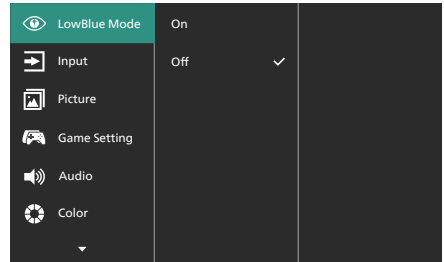 LowBlue Mode
On
Input
Off
Picture
Game Setting
Audio
Color